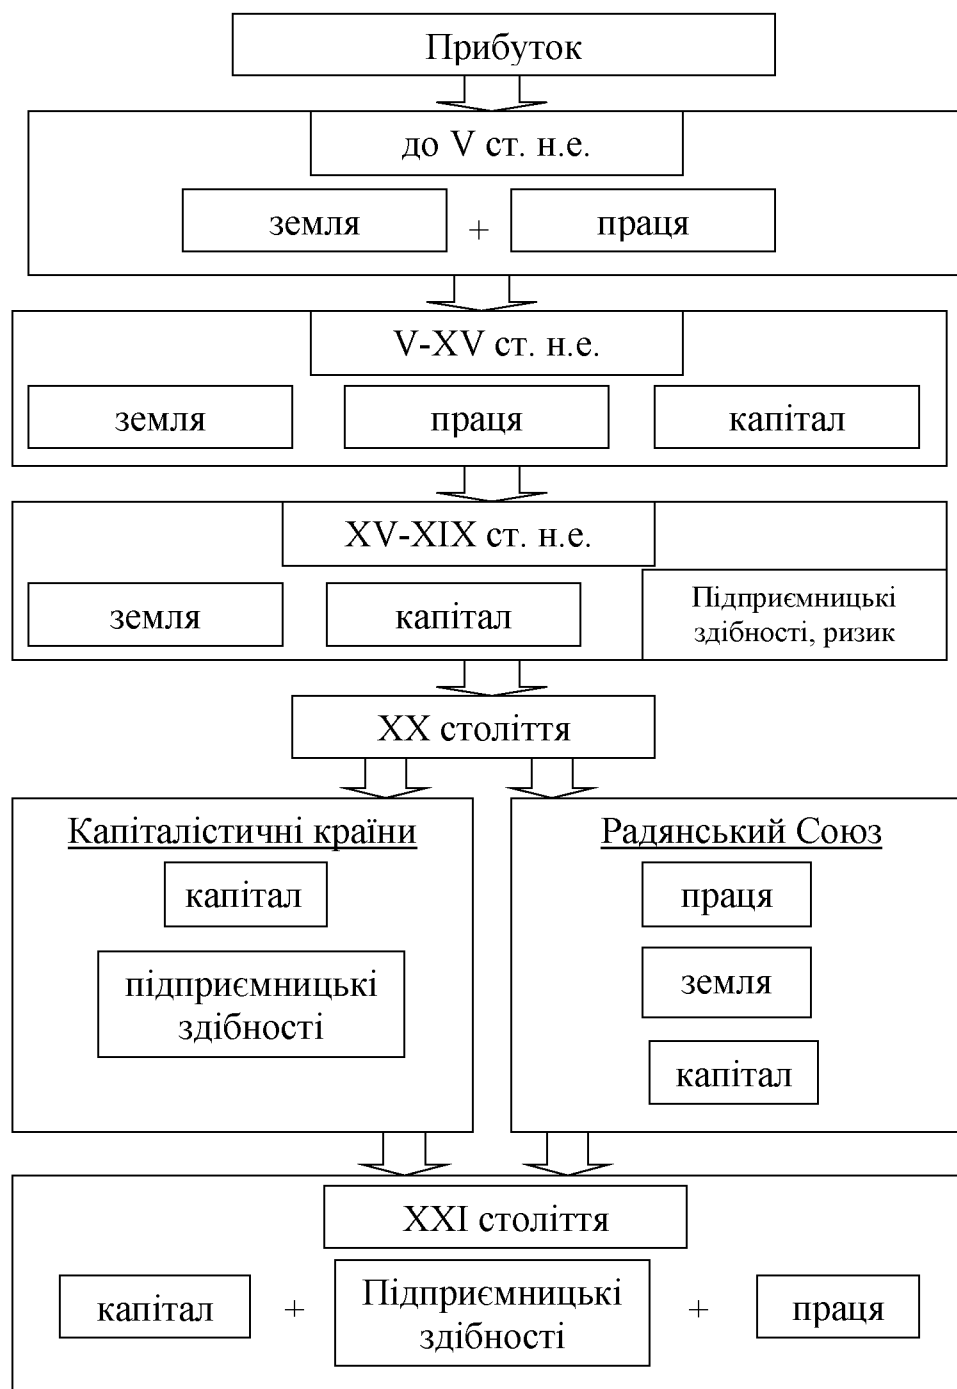 Прибуток
до V ст. н.е.
земля + праця
V-XV ст. н.е.
земля праця капітал
XV-XIX ст. н.е.
земля капітал Підприємницькі
здібності, ризик
XX століття
Капіталістичні країни
капітал
підприємницькі
здібності
Радянський Союз
праця
земля
капітал
XXI століття
капітал + Підприємницькі
здібності + праця